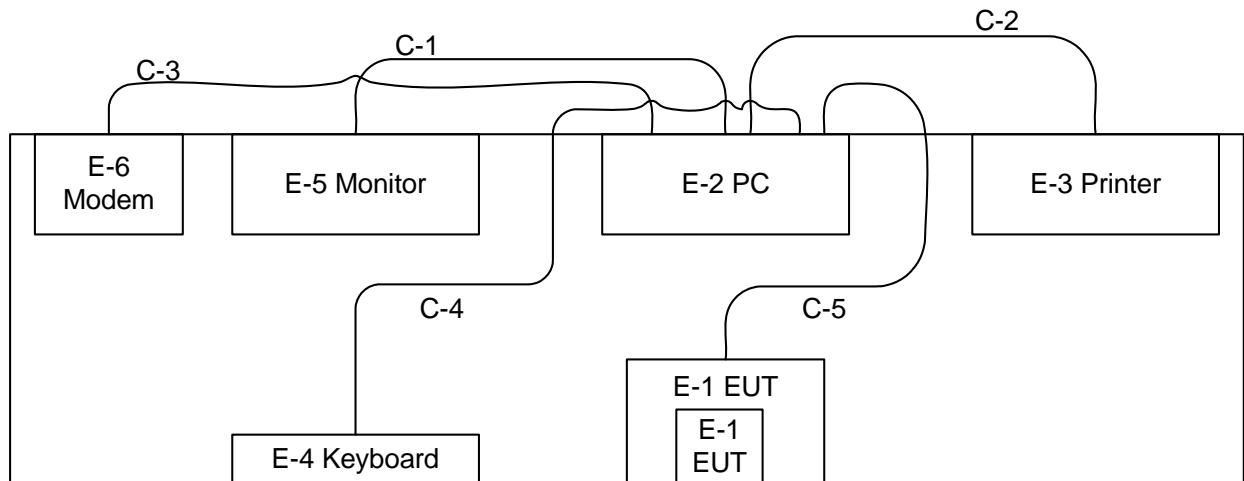 C-2
C-1
C-3
E-6
Modem
E-5 Monitor
E-2 PC
E-3 Printer
C-4
C-5
E-1 EUT
E-1
EUT
E-4 Keyboard